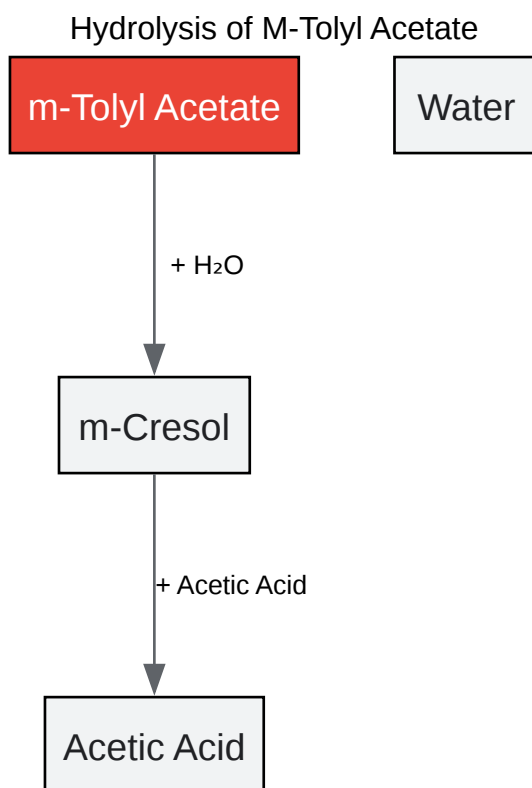 Hydrolysis of M-Tolyl Acetate
m-Tolyl Acetate
Water
+ H₂O
m-Cresol
+ Acetic Acid
Acetic Acid